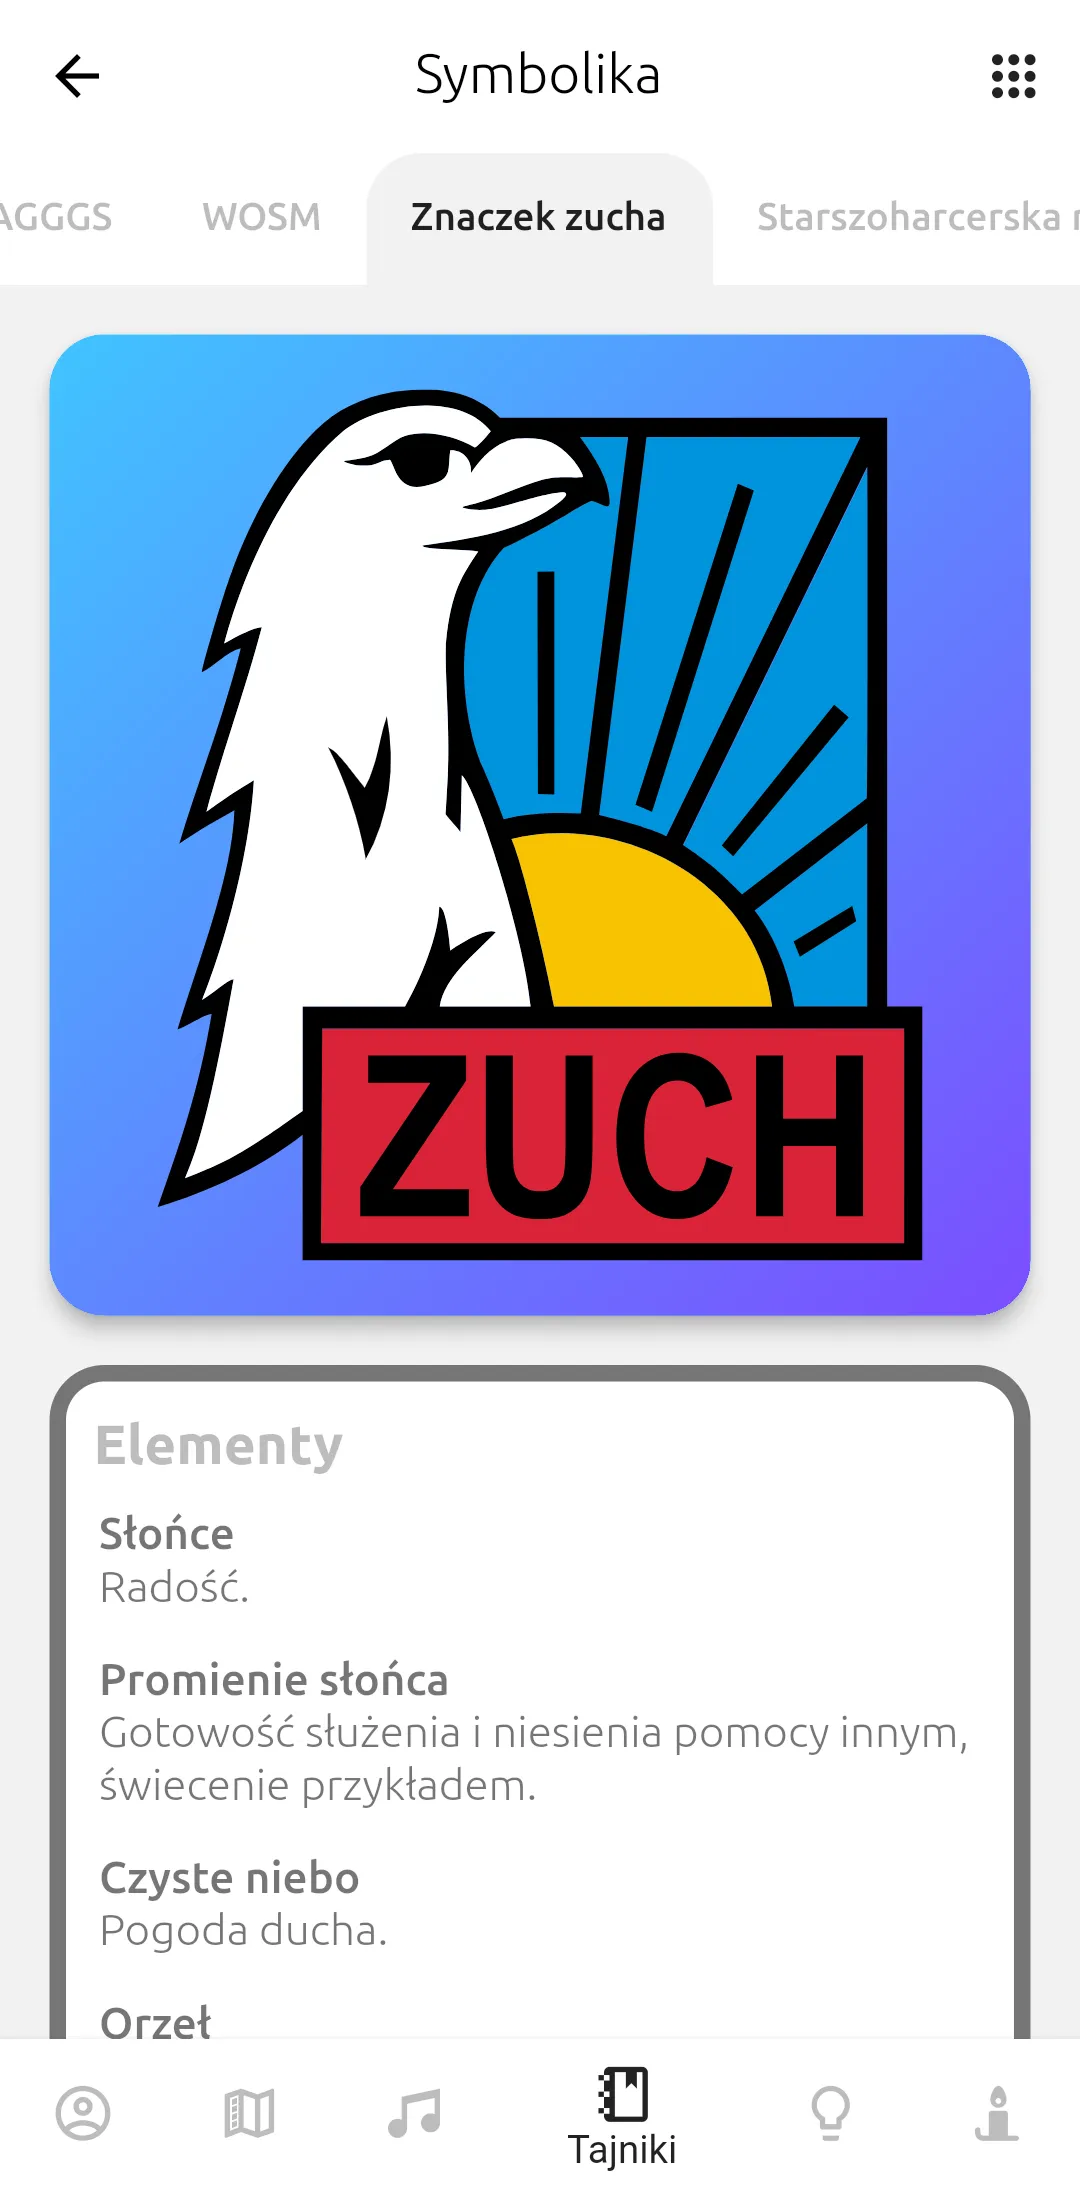 Symbolika
AGGGS WOSM Znaczek zucha Starszoharcerska
ZUCH
Elementy
Słońce
Radość.
Promienie słońca
Gotowość służenia i niesienia pomocy innym,
świecenie przykładem.
Czyste niebo
Pogoda ducha.
Orzeł
Tajniki